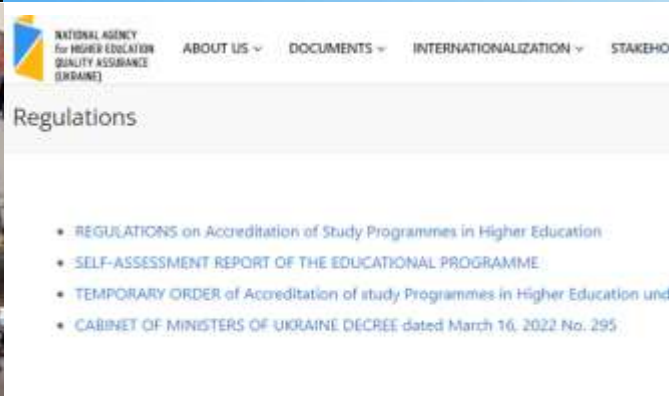 NATIONAL AGENCY
for HIGHER EDUCATION
QUALITY ASSURANCE
(UKRAINE)
ABOUT US DOCUMENTS INTERNATIONALIZATION STAKEHO
Regulations
• REGULATIONS on Accreditation of Study Programmes in Higher Education
• SELF-ASSESSMENT REPORT OF THE EDUCATIONAL PROGRAMME
• TEMPORARY ORDER of Accreditation of study Programmes in Higher Education und
• CABINET OF MINISTERS OF UKRAINE DECREE dated March 16, 2022 No. 295